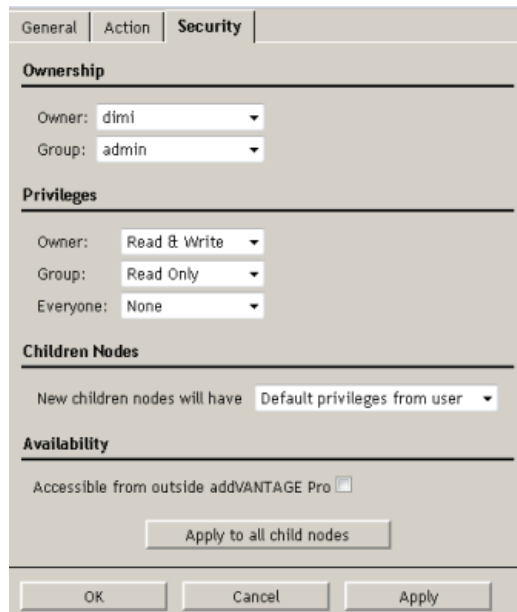 General Action Security
Ownership
Owner: dimi
Group: admin
Privileges
Owner: Read & Write
Group: Read Only
Everyone: None
Children Nodes
New children nodes will have Default privileges from user
Availability
Accessible from outside addVANTAGE Pro
Apply to all child nodes
OK Cancel Apply